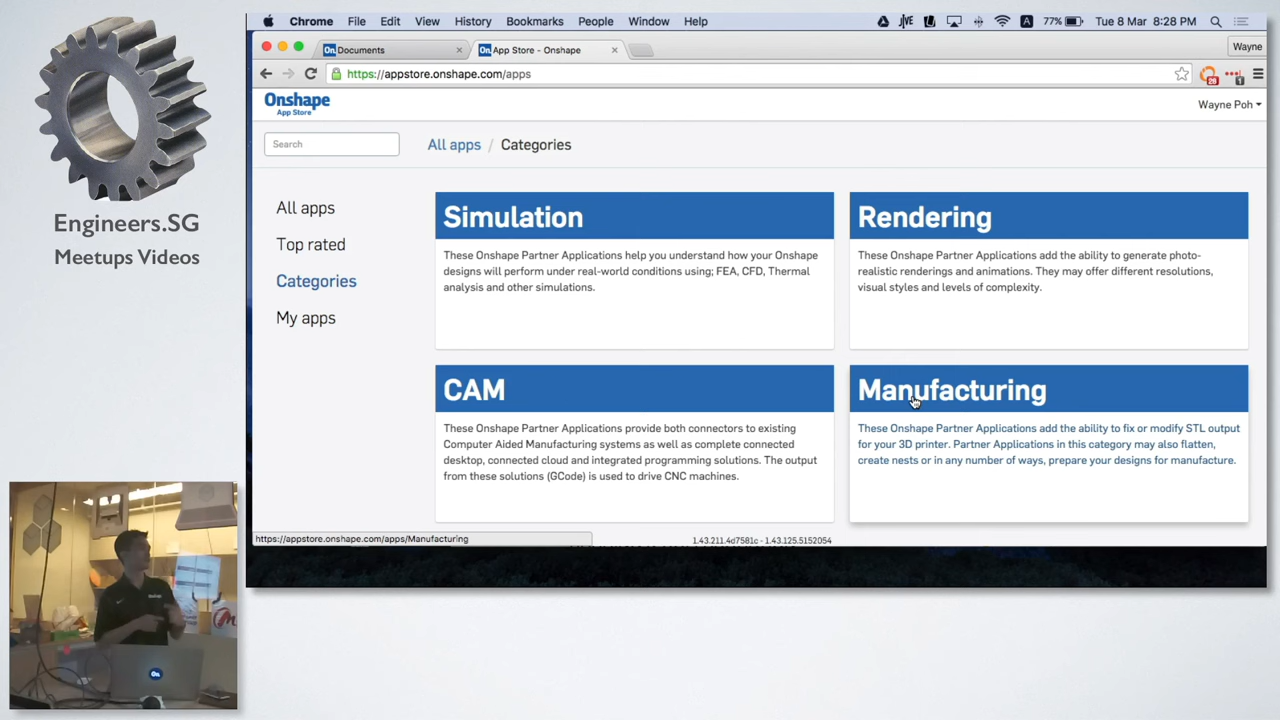 Chrome File Edit View History Bookmarks People Window Help
77% Tue 8 Mar 8:28 PM
On Documents
On App Store - Onshape
Wayne
https://appstore.onshape.com/apps
26
1
Onshape
App Store
Wayne Poh
Search
All apps / Categories
All apps
Top rated
Categories
My apps
Simulation
These Onshape Partner Applications help you understand how your Onshape
designs will perform under real-world conditions using; FEA, CFD, Thermal
analysis and other simulations.
Rendering
These Onshape Partner Applications add the ability to generate photo-
realistic renderings and animations. They may offer different resolutions,
visual styles and levels of complexity.
CAM
These Onshape Partner Applications provide both connectors to existing
Computer Aided Manufacturing systems as well as complete connected
desktop, connected cloud and integrated programming solutions. The output
from these solutions (GCode) is used to drive CNC machines.
Manufacturing
These Onshape Partner Applications add the ability to fix or modify STL output
for your 3D printer. Partner Applications in this category may also flatten,
create nests or in any number of ways, prepare your designs for manufacture.
https://appstore.onshape.com/apps/Manufacturing
1.43.211.4d7581c - 1.43.125.5152054
Engineers.SG
Meetups Videos
On